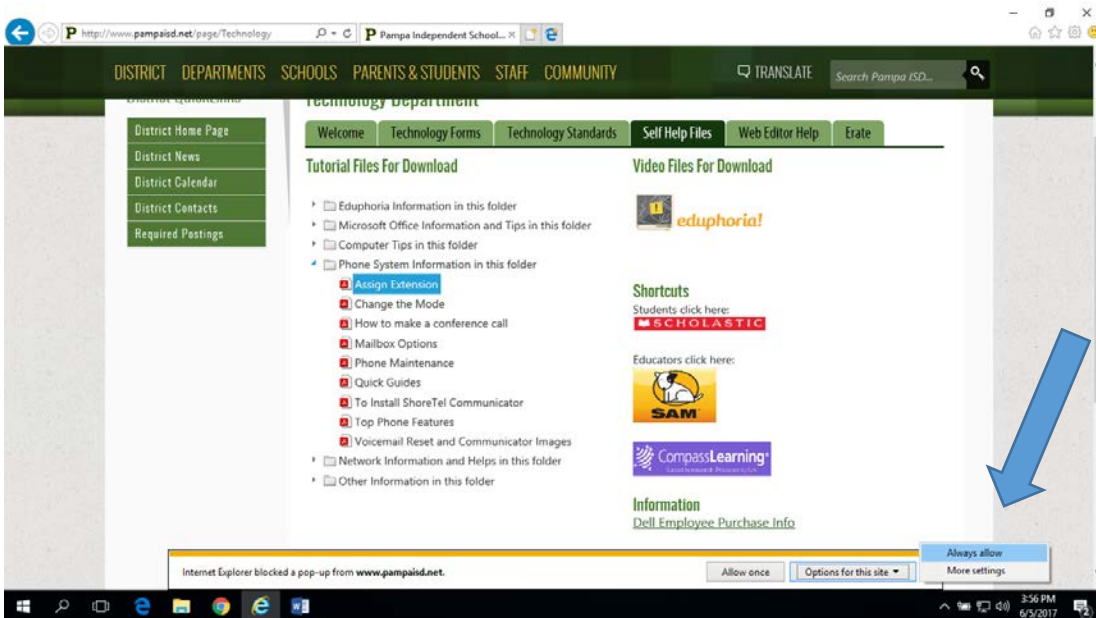 http://www.pampaisd.net/page/Technology
Pampa Independent School...
DISTRICT DEPARTMENTS SCHOOLS PARENTS & STUDENTS STAFF COMMUNITY TRANSLATE Search Pampa ISD...
District Quicklinks
Technology Department
District Home Page
District News
District Calendar
District Contacts
Required Postings
Welcome Technology Forms Technology Standards Self Help Files Web Editor Help Erate
Tutorial Files For Download
Eduphoria Information in this folder
Microsoft Office Information and Tips in this folder
Computer Tips in this folder
Phone System Information in this folder
Assign Extension
Change the Mode
How to make a conference call
Mailbox Options
Phone Maintenance
Quick Guides
To Install ShoreTel Communicator
Top Phone Features
Voicemail Reset and Communicator Images
Network Information and Helps in this folder
Other Information in this folder
Video Files For Download
eduphoria!
Shortcuts
Students click here:
SCHOLASTIC
Educators click here:
SAM
CompassLearning
Information
Dell Employee Purchase Info
Internet Explorer blocked a pop-up from www.pampaisd.net.
Allow once
Options for this site
Always allow
More settings
3:56 PM
6/5/2017